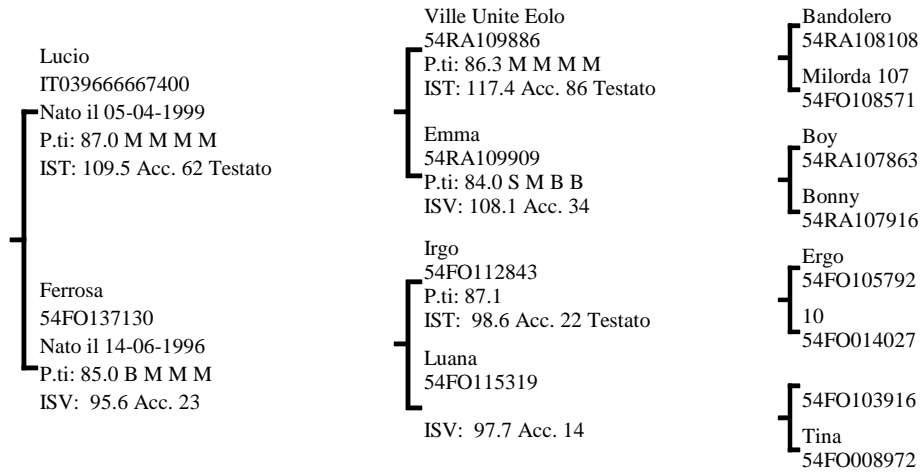 Lucio
IT039666667400
Nato il 05-04-1999
P.ti: 87.0 M M M M
IST: 109.5 Acc. 62 Testato
Ferrosa
54FO137130
Nato il 14-06-1996
P.ti: 85.0 B M M M
ISV: 95.6 Acc. 23
Ville Unite Eolo
54RA109886
P.ti: 86.3 M M M M
IST: 117.4 Acc. 86 Testato
Emma
54RA109909
P.ti: 84.0 S M B B
ISV: 108.1 Acc. 34
Irgo
54FO112843
P.ti: 87.1
IST: 98.6 Acc. 22 Testato
Luana
54FO115319
ISV: 97.7 Acc. 14
Bandolero
54RA108108
Milorda 107
54FO108571
Boy
54RA107863
Bonny
54RA107916
Ergo
54FO105792
10
54FO014027
54FO103916
Tina
54FO008972